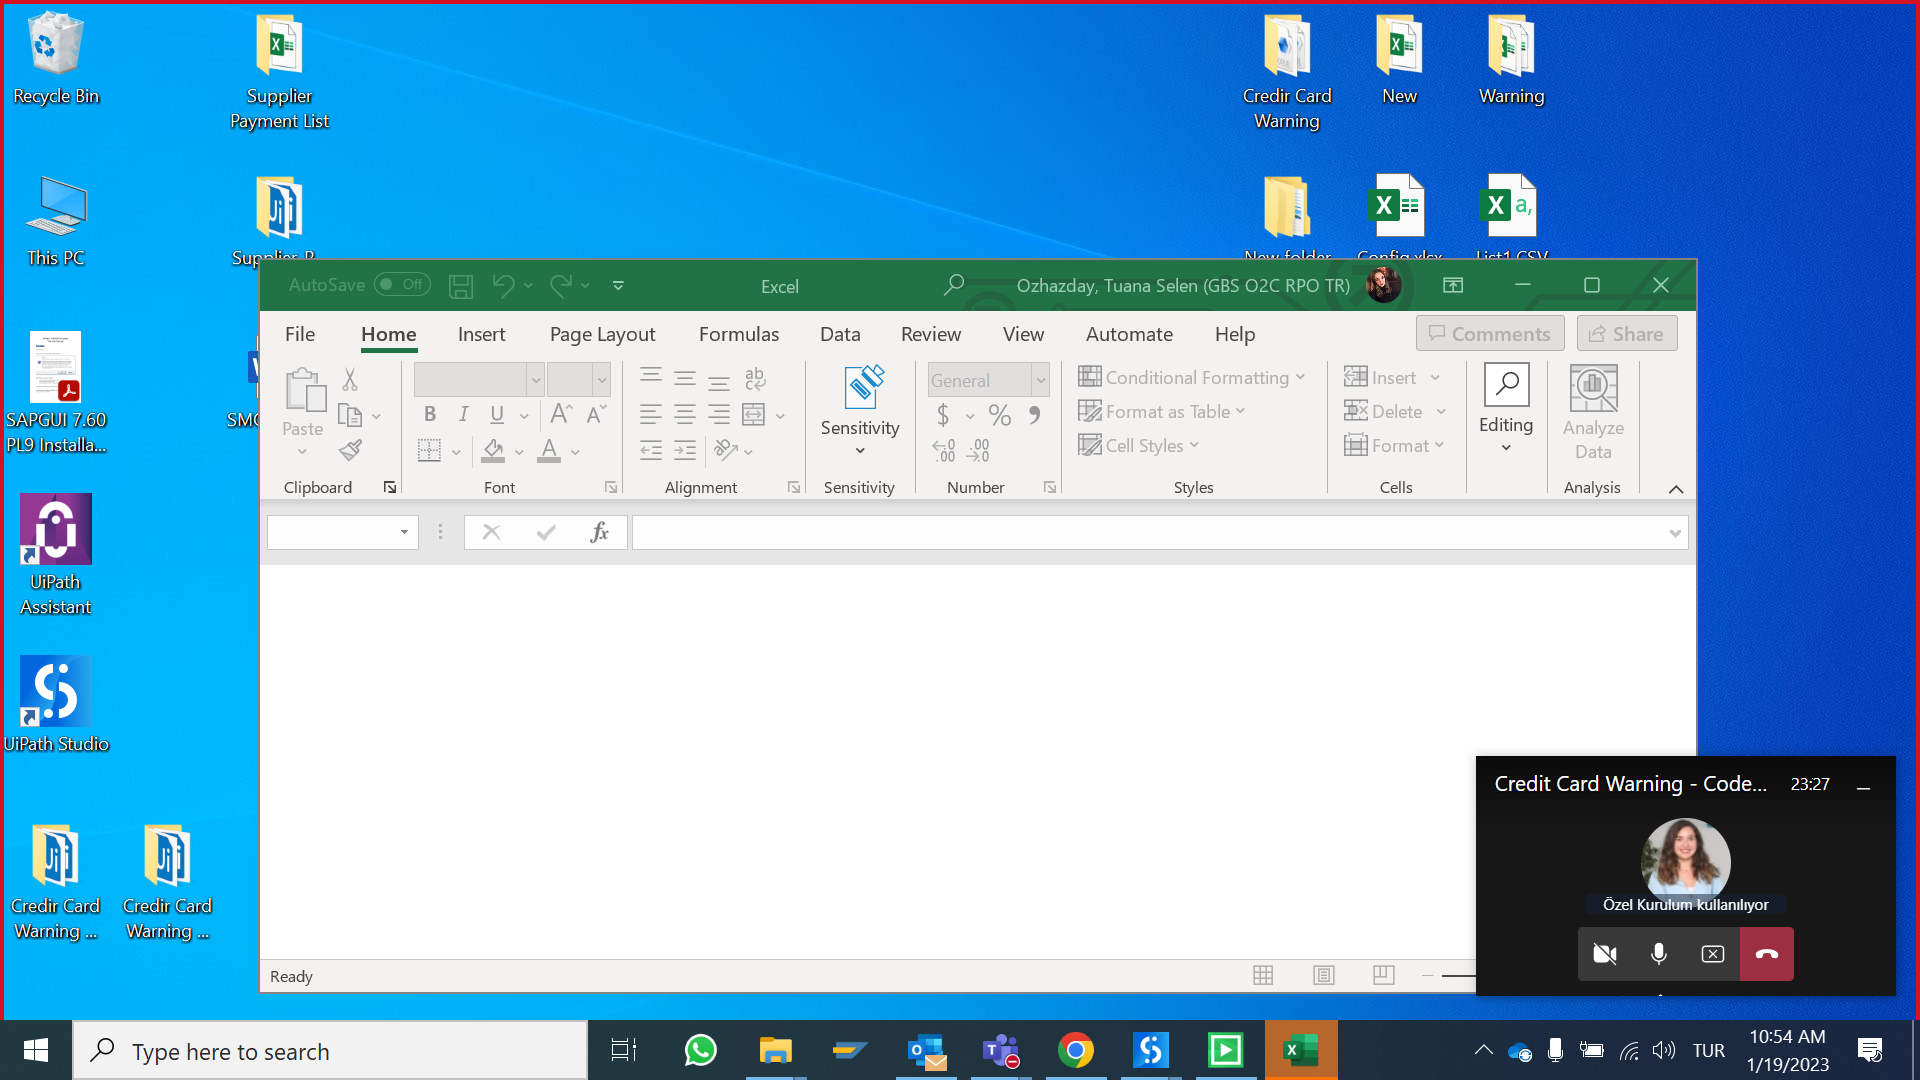 Recycle Bin
Supplier
Payment List
Credir Card
Warning
New
Warning
This PC
New folder
Config.xlsx
List1.CSV
AutoSave
Off
Excel
Ozhazday, Tuana Selen (GBS O2C RPO TR)
File
Home
Insert
Page Layout
Formulas
Data
Review
View
Automate
Help
Comments
Share
Paste
Clipboard
Font
Alignment
Sensitivity
Sensitivity
General
Number
Conditional Formatting
Format as Table
Cell Styles
Styles
Insert
Delete
Format
Cells
Editing
Analyze
Data
Analysis
fx
SAPGUI 7.60
PL9 Installa...
UiPath
Assistant
UiPath Studio
Credir Card
Warning ...
Credir Card
Warning ...
Ready
Credit Card Warning - Code...
23:27
Özel Kurulum kullanılıyor
Type here to search
TUR
10:54 AM
1/19/2023